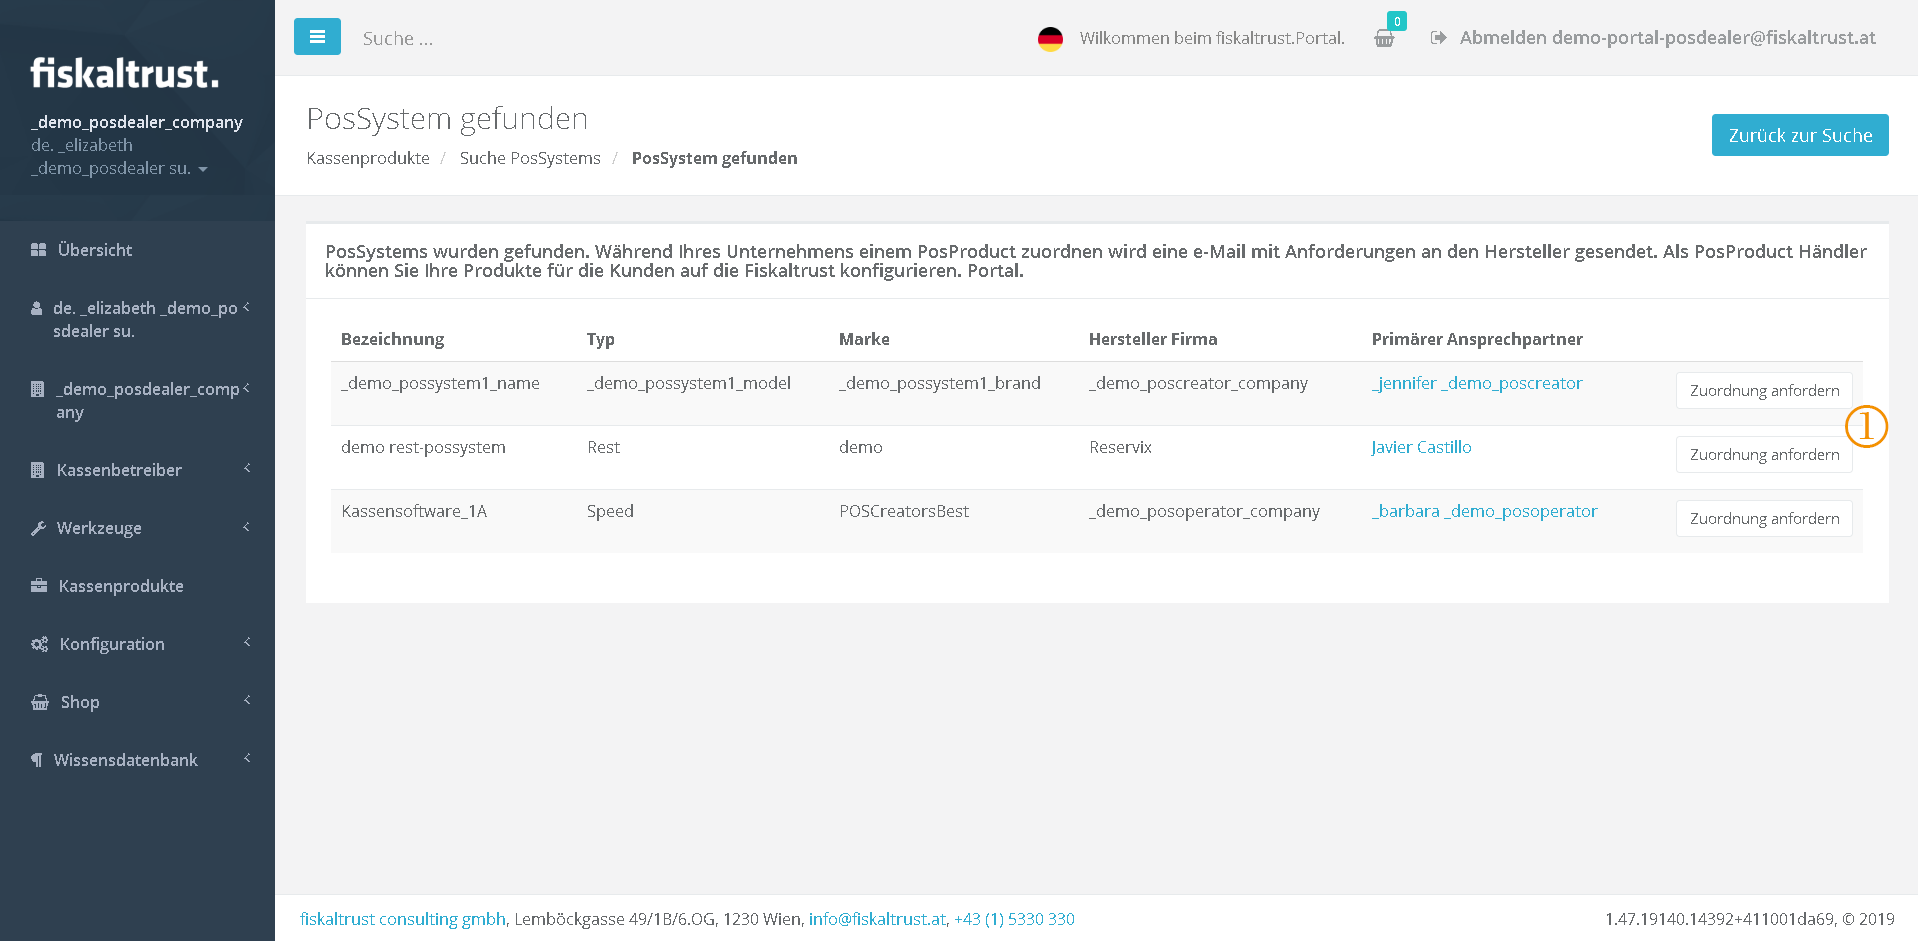 fiskaltrust.
_demo_posdealer_company
de. _elizabeth
_demo_posdealer su.
Übersicht
de. _elizabeth _demo_po
sdealer su.
_demo_posdealer_comp
any
Kassenbetreiber
Werkzeuge
Kassenprodukte
Konfiguration
Shop
Wissensdatenbank
Suche ...
Wilkommen beim fiskaltrust.Portal.
0
Abmelden demo-portal-posdealer@fiskaltrust.at
PosSystem gefunden
Kassenprodukte / Suche PosSystems / PosSystem gefunden
Zurück zur Suche
PosSystems wurden gefunden. Während Ihres Unternehmens einem PosProduct zuordnen wird eine e-Mail mit Anforderungen an den Hersteller gesendet. Als PosProduct Händler
können Sie Ihre Produkte für die Kunden auf die Fiskaltrust konfigurieren. Portal.
Bezeichnung Typ Marke Hersteller Firma Primärer Ansprechpartner
_demo_possystem1_name _demo_possystem1_model _demo_possystem1_brand _demo_poscreator_company _jennifer _demo_poscreator Zuordnung anfordern
1
demo rest-possystem Rest demo Reservix Javier Castillo Zuordnung anfordern
Kassensoftware_1A Speed POSCreatorsBest _demo_posoperator_company _barbara _demo_posoperator Zuordnung anfordern
fiskaltrust consulting gmbh, Lemböckgasse 49/1B/6.OG, 1230 Wien, info@fiskaltrust.at, +43 (1) 5330 330
1.47.19140.14392+411001da69, © 2019